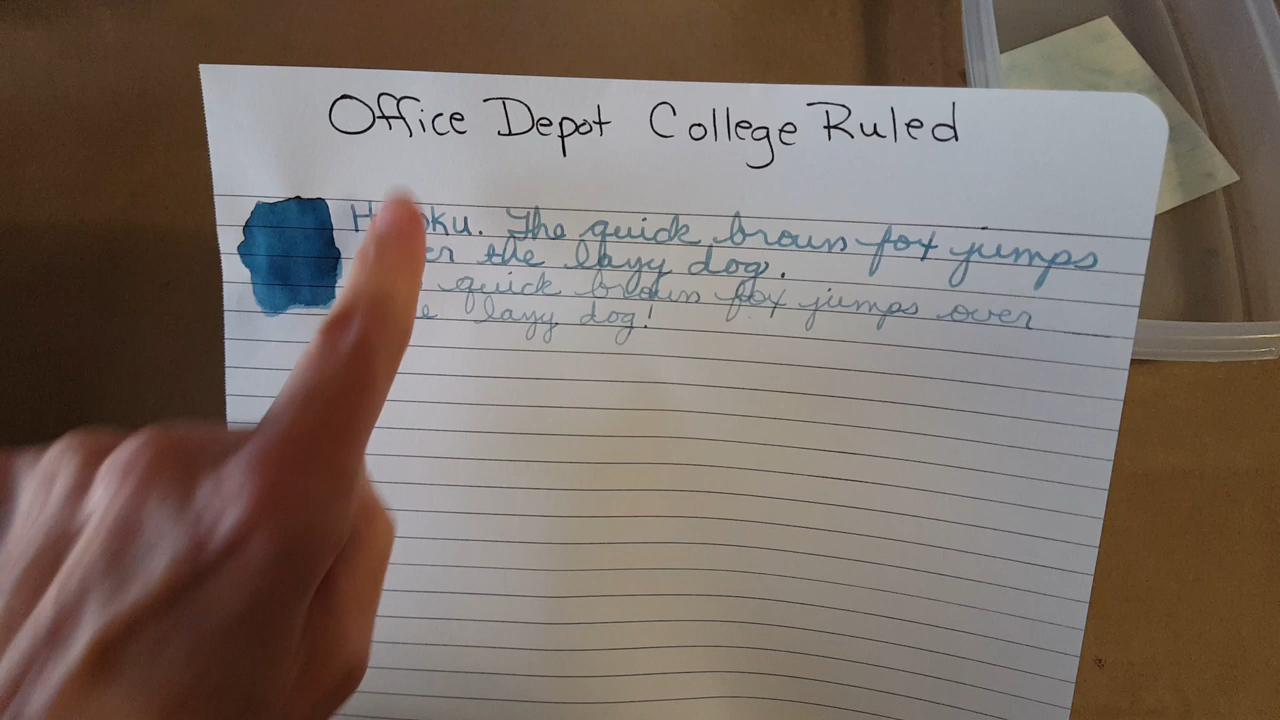 Office Depot College Ruled
The quick brown fox jumps
the lazy dog.
quick brown fox jumps over
lazy dog!